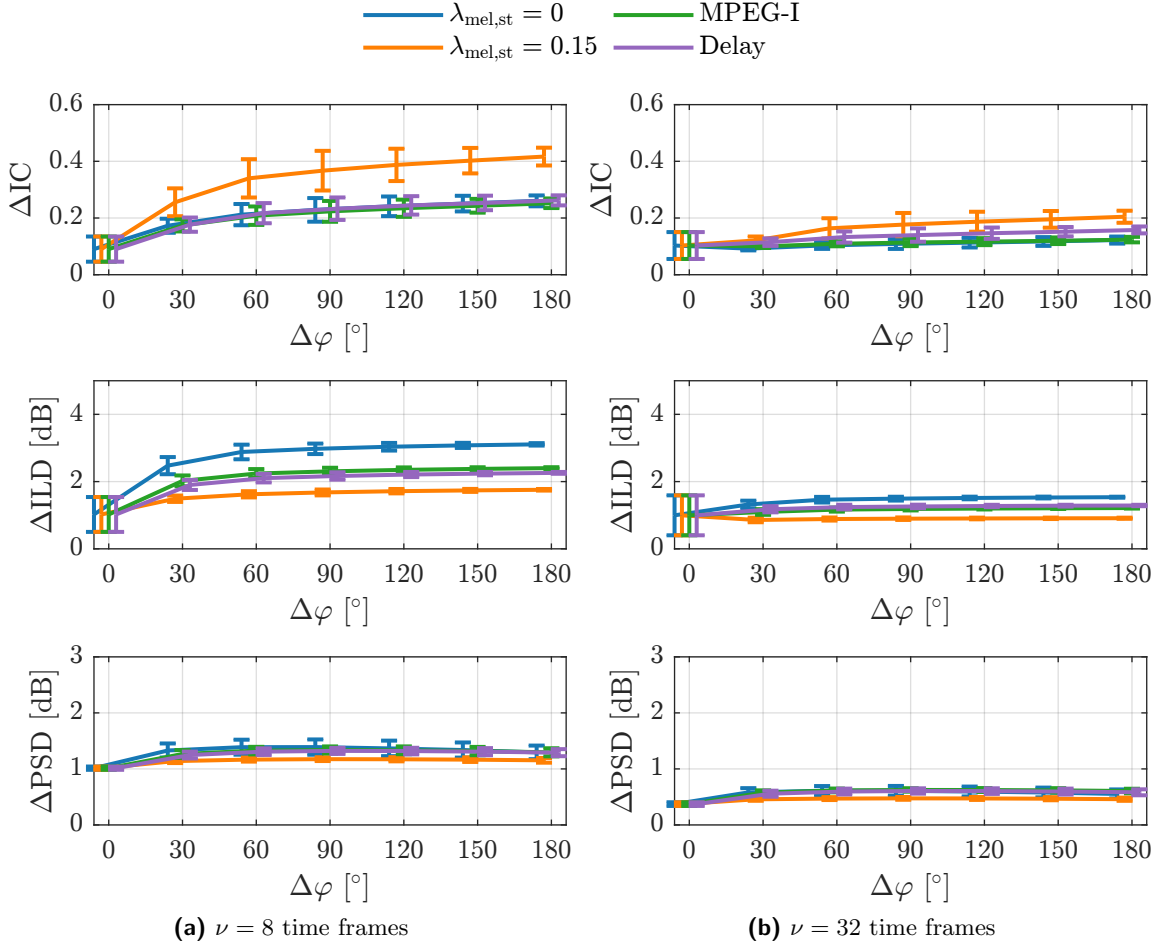 λmel,st = 0 MPEG-I
λmel,st = 0.15 Delay
0.6 0.6
0.4 0.4
0.2 0.2
0 0
ΔIC ΔIC
0 30 60 90 120 150 180 0 30 60 90 120 150 180
Δφ [°] Δφ [°]
4 4
2 2
0 0
ΔILD [dB] ΔILD [dB]
0 30 60 90 120 150 180 0 30 60 90 120 150 180
Δφ [°] Δφ [°]
3 3
2 2
1 1
0 0
ΔPSD [dB] ΔPSD [dB]
0 30 60 90 120 150 180 0 30 60 90 120 150 180
Δφ [°] Δφ [°]
(a) ν = 8 time frames (b) ν = 32 time frames